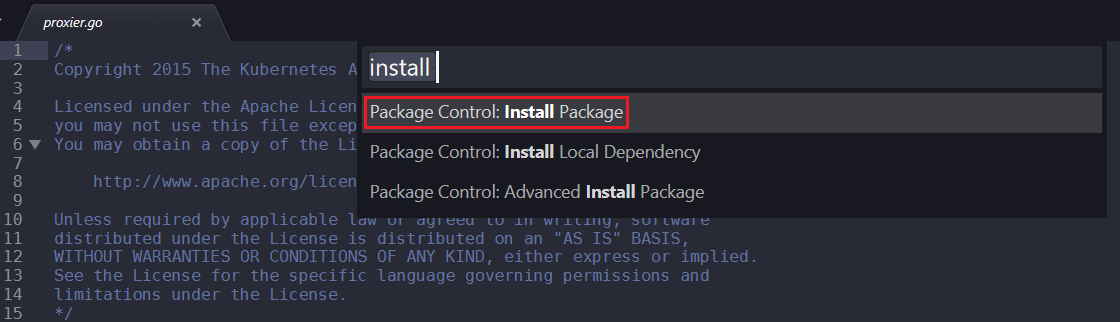 proxier.go
install
Package Control: Install Package
Package Control: Install Local Dependency
Package Control: Advanced Install Package
1 /*
2 Copyright 2015 The Kubernetes A
3
4 Licensed under the Apache Licen
5 you may not use this file excep
6 You may obtain a copy of the Li
7
8 http://www.apache.org/licen
9
10 Unless required by applicable law or agreed to in writing, software
11 distributed under the License is distributed on an "AS IS" BASIS,
12 WITHOUT WARRANTIES OR CONDITIONS OF ANY KIND, either express or implied.
13 See the License for the specific language governing permissions and
14 limitations under the License.
15 */